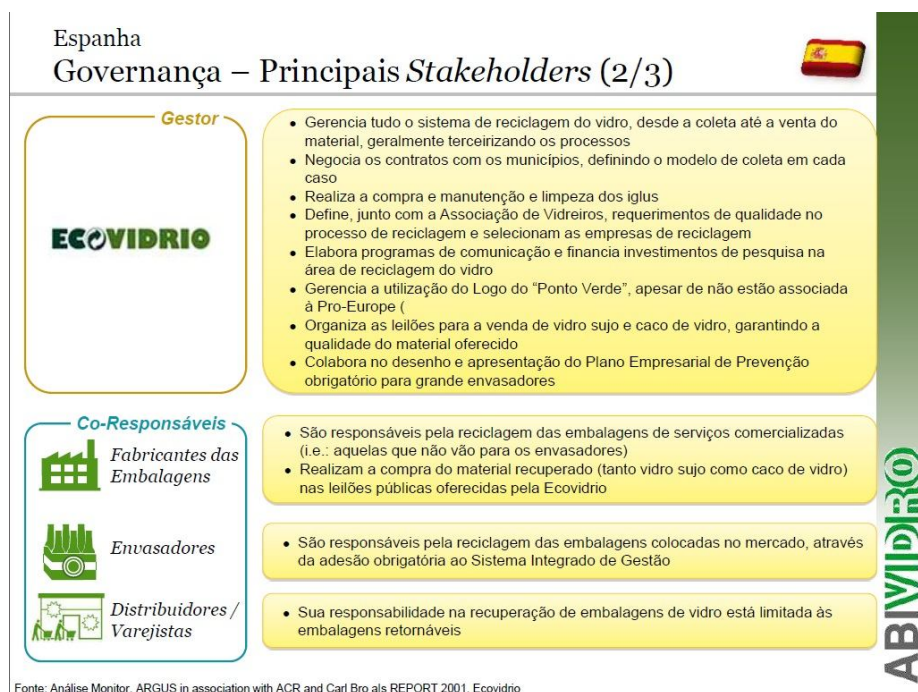 Espanha
Governança – Principais Stakeholders (2/3)
Gestor
ECOVIDRIO
• Gerencia tudo o sistema de reciclagem do vidro, desde a coleta até a venda do
material, geralmente terceirizando os processos
• Negocia os contratos com os municípios, definindo o modelo de coleta em cada
caso
• Realiza a compra e manutenção e limpeza dos iglus
• Define, junto com a Associação de Vidreiros, requerimentos de qualidade no
processo de reciclagem e selecionam as empresas de reciclagem
• Elabora programas de comunicação e financia investimentos de pesquisa na
área de reciclagem do vidro
• Gerencia a utilização do Logo do “Ponto Verde”, apesar de não estão associada
à Pro-Europe (
• Organiza as leilões para a venda de vidro sujo e caco de vidro, garantindo a
qualidade do material oferecido
• Colabora no desenho e apresentação do Plano Empresarial de Prevenção
obrigatório para grande envasadores
Co-Responsáveis
Fabricantes das
Embalagens
• São responsáveis pela reciclagem das embalagens de serviços comercializadas
(i.e.: aquelas que não vão para os envasadores)
• Realizam a compra do material recuperado (tanto vidro sujo como caco de vidro)
nas leilões públicas oferecidas pela Ecovidrio
Envasadores
• São responsáveis pela reciclagem das embalagens colocadas no mercado, através
da adesão obrigatória ao Sistema Integrado de Gestão
Distribuidores /
Varejistas
• Sua responsabilidade na recuperação de embalagens de vidro está limitada às
embalagens retornáveis
ABIVIDRO
Fonte: Análise Monitor, ARGUS in association with ACR and Carl Bro als REPORT 2001, Ecovidrio